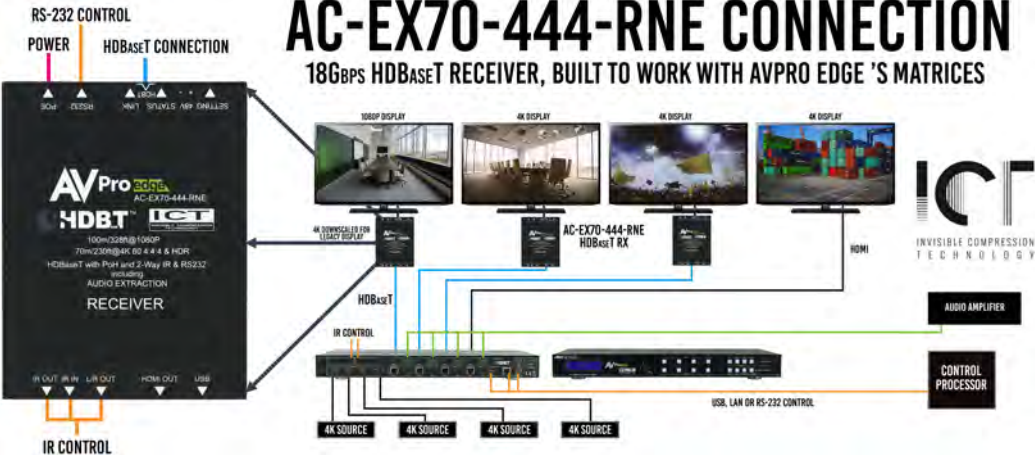 AC-EX70-444-RNE CONNECTION
18GBPS HDBASET RECEIVER, BUILT TO WORK WITH AVPRO EDGE 'S MATRICES
RS-232 CONTROL
POWER
HDBASET CONNECTION
POE
RS232
LINK
HDBT
STATUS
48V
SETTING
AVPro edge
AC-EX70-444-RNE
HDBT™
ICT
100m/328ft@1080P
70m/230ft@4K 60 4:4:4 & HDR
HDBaseT with PoH and 2-Way IR & RS232
including
AUDIO EXTRACTION
RECEIVER
IR OUT
IR IN
L/R OUT
HDMI OUT
USB
IR CONTROL
1080P DISPLAY
4K DISPLAY
4K DISPLAY
4K DISPLAY
4K DOWNSCALED FOR
LEGACY DISPLAY
AC-EX70-444-RNE
HDBASET RX
HDMI
HDBASET
IR CONTROL
4K SOURCE
4K SOURCE
4K SOURCE
4K SOURCE
USB, LAN OR RS-232 CONTROL
ICT
INVISIBLE COMPRESSION
TECHNOLOGY
AUDIO AMPLIFIER
CONTROL
PROCESSOR